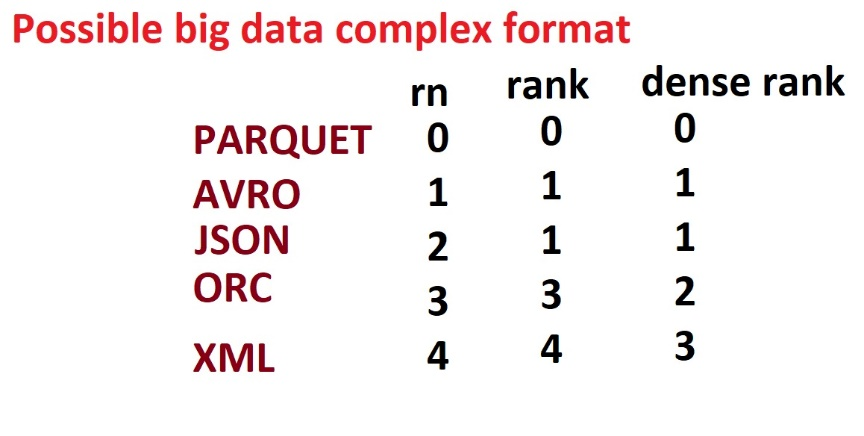 Possible big data complex format
rn rank dense rank
PARQUET 0 0 0
AVRO 1 1 1
JSON 2 1 1
ORC 3 3 2
XML 4 4 3